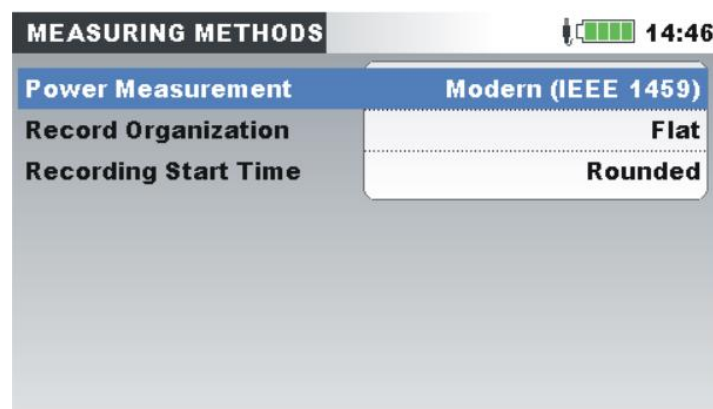 MEASURING METHODS 14:46
Power Measurement Modern (IEEE 1459)
Record Organization Flat
Recording Start Time Rounded